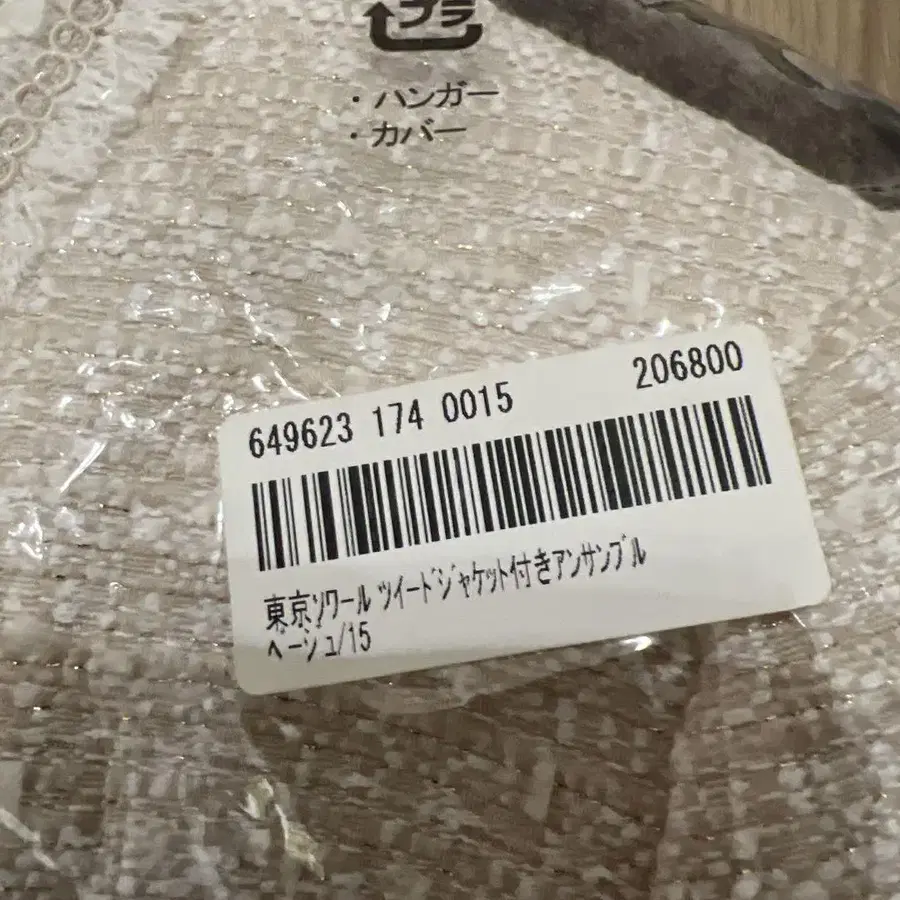 プラ
・ハンガー
・カバー
649623 174 0015 206800
東京ソワール ツイードジャケット付きアンサンブル
ベージュ/15